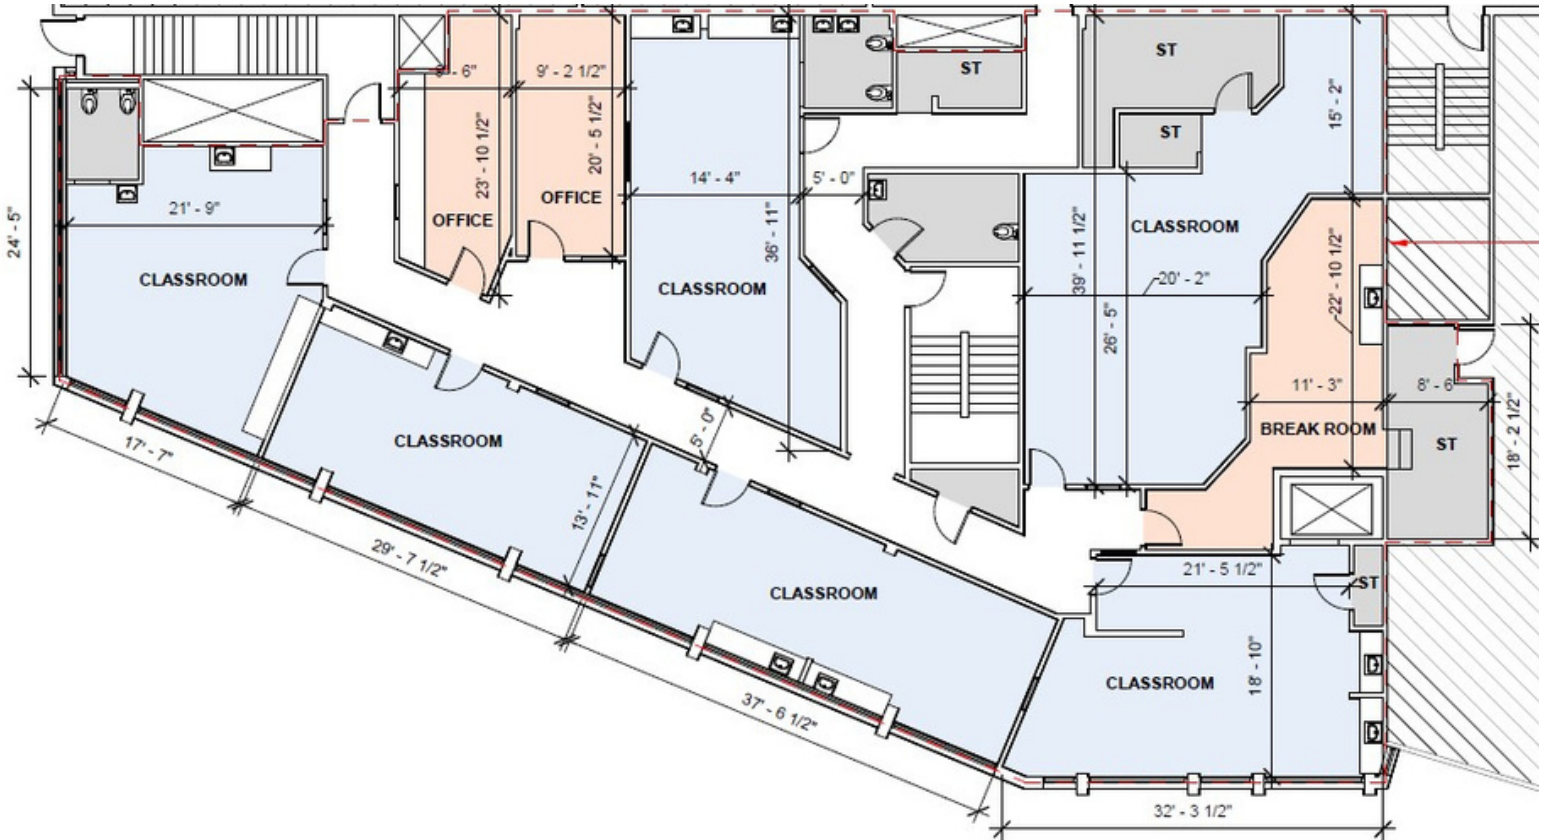 ST
ST
9' - 2 1/2"
15' - 2"
23' - 10 1/2"
20' - 5 1/2"
ST
14' - 4"
5' - 0"
OFFICE
OFFICE
21' - 9"
24' - 5"
36' - 11"
39' - 11 1/2"
CLASSROOM
22' - 10 1/2"
CLASSROOM
CLASSROOM
20' - 2"
26' - 5"
11' - 3"
8' - 6
5' - 0"
17' - 7"
CLASSROOM
BREAK ROOM
ST
18' - 2 1/2"
13' - 11"
29' - 7 1/2"
21' - 5 1/2"
ST
CLASSROOM
18' - 10"
CLASSROOM
37' - 6 1/2"
32' - 3 1/2"